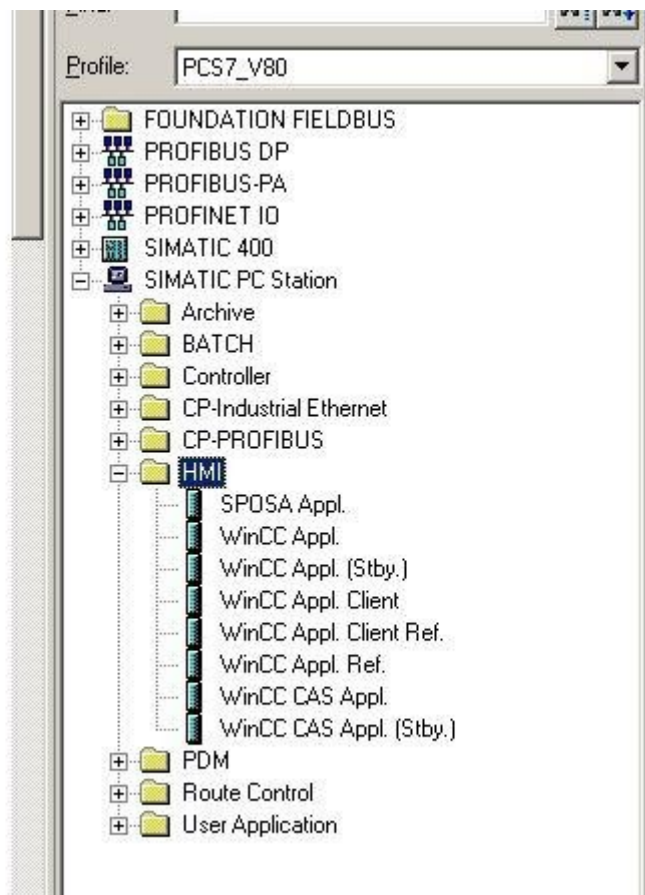 Profile: PCS7_V80
FOUNDATION FIELDBUS
PROFIBUS DP
PROFIBUS-PA
PROFINET IO
SIMATIC 400
SIMATIC PC Station
Archive
BATCH
Controller
CP-Industrial Ethernet
CP-PROFIBUS
HMI
SPOSA Appl.
WinCC Appl.
WinCC Appl. (Stby.)
WinCC Appl. Client
WinCC Appl. Client Ref.
WinCC Appl. Ref.
WinCC CAS Appl.
WinCC CAS Appl. (Stby.)
PDM
Route Control
User Application